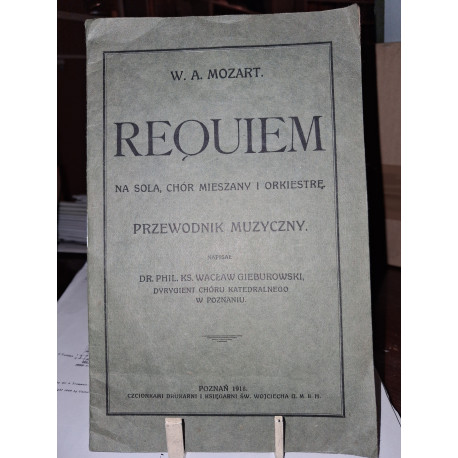 W. A. MOZART.
REQUIEM
NA SOLA, CHÓR MIESZANY I ORKIESTRĘ.
PRZEWODNIK MUZYCZNY.
NAPISAŁ
DR. PHIL. KS. WACŁAW GIEBUROWSKI,
DYRYGIENT CHÓRU KATEDRALNEGO
W POZNANIU.
POZNAŃ 1914.
CZCIONKAMI DRUKARNI I KSIĘGARNI ŚW. WOJCIECHA